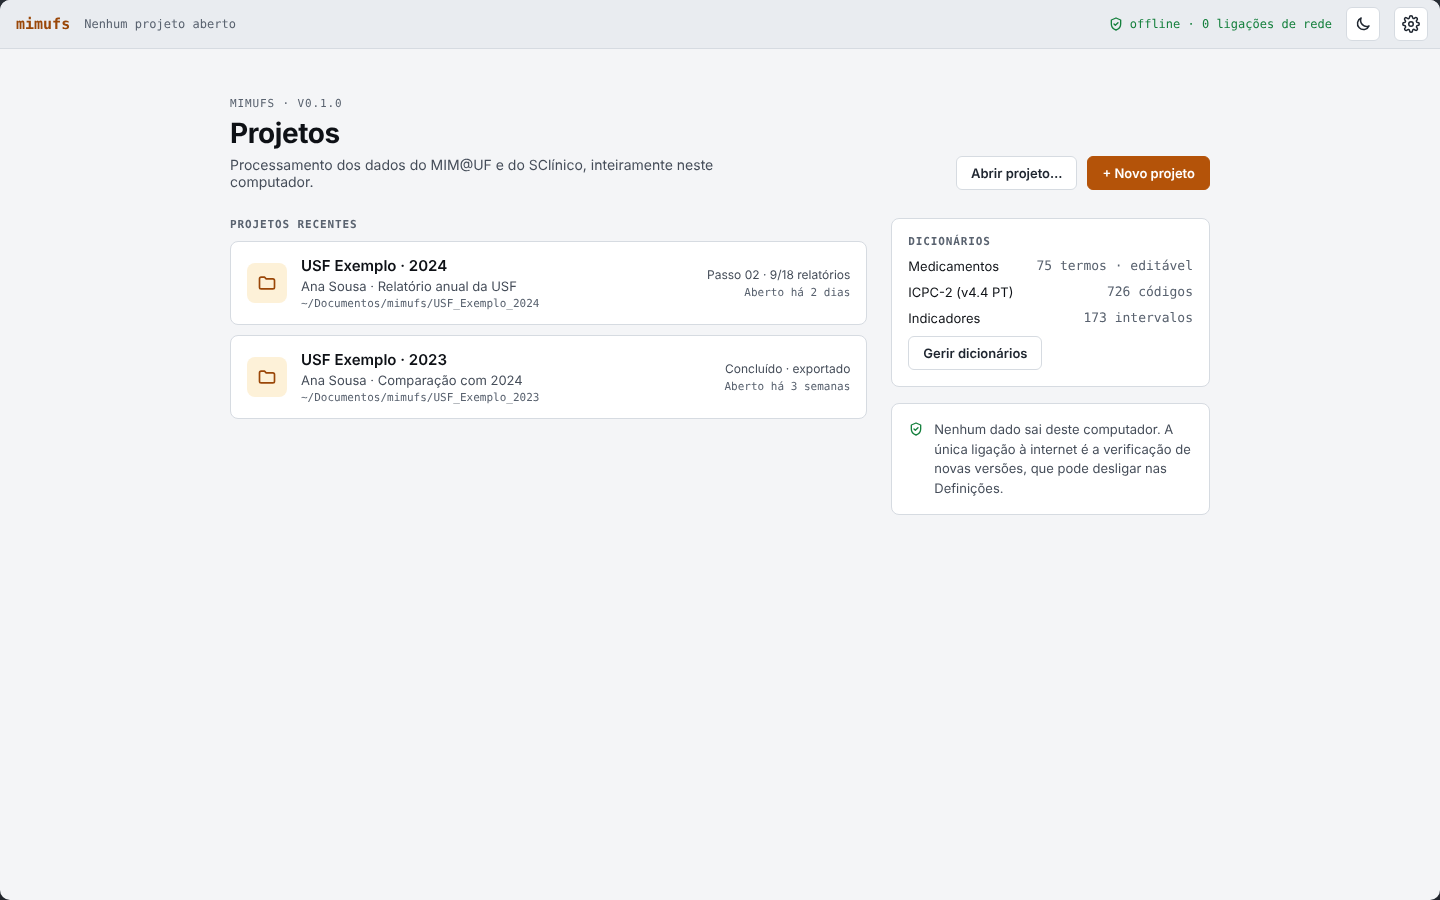 mimufs
Nenhum projeto aberto
offline · 0 ligações de rede
MIMUFS · V0.1.0
Projetos
Processamento dos dados do MIM@UF e do SClínico, inteiramente neste
computador.
Abrir projeto...
+ Novo projeto
PROJETOS RECENTES
USF Exemplo · 2024
Ana Sousa · Relatório anual da USF
~/Documentos/mimufs/USF_Exemplo_2024
Passo 02 · 9/18 relatórios
Aberto há 2 dias
USF Exemplo · 2023
Ana Sousa · Comparação com 2024
~/Documentos/mimufs/USF_Exemplo_2023
Concluído · exportado
Aberto há 3 semanas
DICIONÁRIOS
Medicamentos 75 termos · editável
ICPC-2 (v4.4 PT) 726 códigos
Indicadores 173 intervalos
Gerir dicionários
Nenhum dado sai deste computador. A
única ligação à internet é a verificação de
novas versões, que pode desligar nas
Definições.